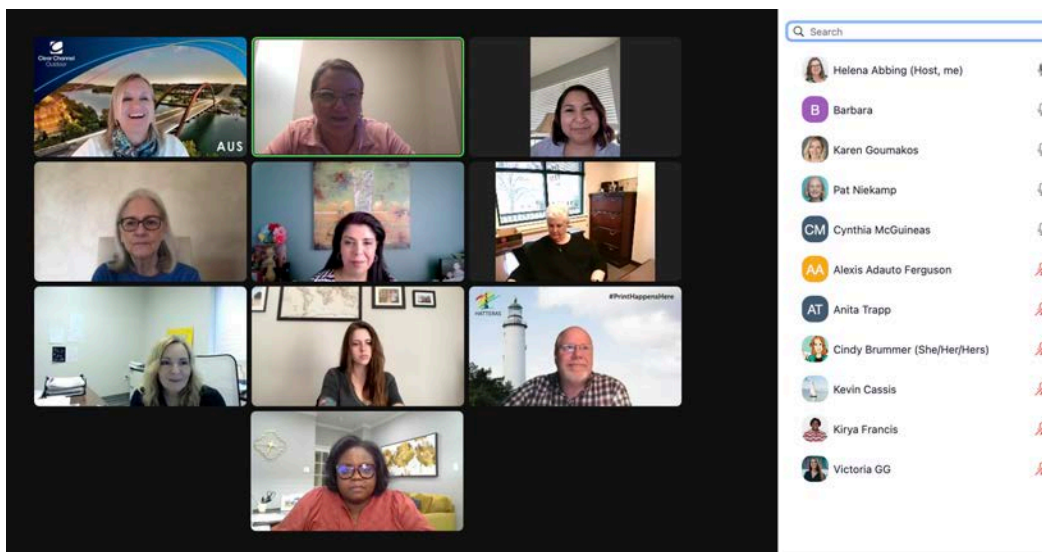 Clear Channel
Outdoor
AUS
HATTERAS
#PrintHappensHere
Search
Helena Abbing (Host, me)
B
Barbara
Karen Goumakos
Pat Niekamp
CM
Cynthia McGuineas
AA
Alexis Adauto Ferguson
AT
Anita Trapp
Cindy Brummer (She/Her/Hers)
Kevin Cassis
Kirya Francis
Victoria GG